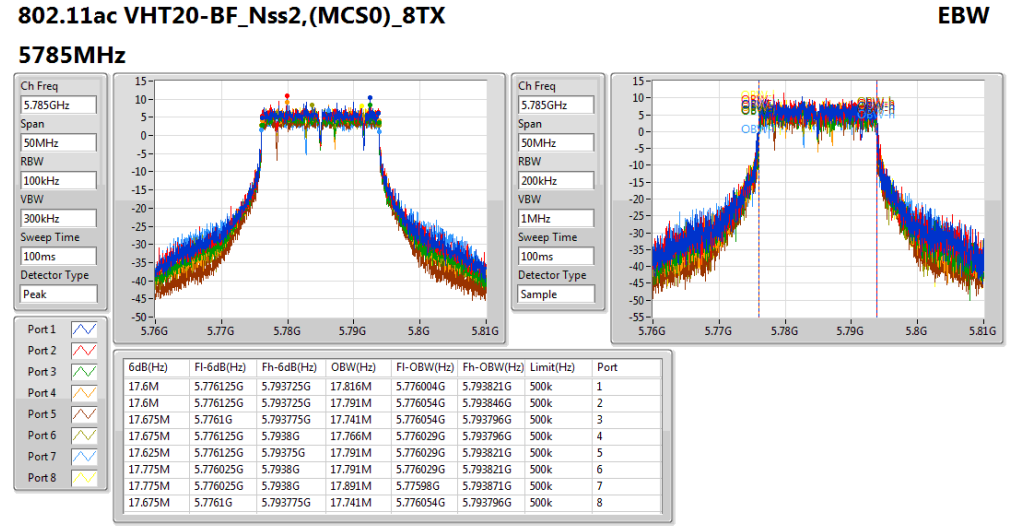 802.11ac VHT20-BF_Nss2,(MCS0)_8TX EBW
5785MHz
Ch Freq
5.785GHz
Span
50MHz
RBW
100kHz
VBW
300kHz
Sweep Time
100ms
Detector Type
Peak
15
10
5
0
-5
-10
-15
-20
-25
-30
-35
-40
-45
-50
5.76G 5.77G 5.78G 5.79G 5.8G 5.81G
Ch Freq
5.785GHz
Span
50MHz
RBW
200kHz
VBW
1MHz
Sweep Time
100ms
Detector Type
Sample
15
10
5
0
-5
-10
-15
-20
-25
-30
-35
-40
-45
-50
-55
5.76G 5.77G 5.78G 5.79G 5.8G 5.81G
Port 1
Port 2
Port 3
Port 4
Port 5
Port 6
Port 7
Port 8
6dB(Hz) Fl-6dB(Hz) Fh-6dB(Hz) OBW(Hz) Fl-OBW(Hz) Fh-OBW(Hz) Limit(Hz) Port
17.6M 5.776125G 5.793725G 17.816M 5.776004G 5.793821G 500k 1
17.6M 5.776125G 5.793725G 17.791M 5.776054G 5.793846G 500k 2
17.675M 5.7761G 5.793775G 17.741M 5.776054G 5.793796G 500k 3
17.675M 5.776125G 5.7938G 17.766M 5.776029G 5.793796G 500k 4
17.625M 5.776125G 5.79375G 17.791M 5.776029G 5.793821G 500k 5
17.775M 5.776025G 5.7938G 17.791M 5.776029G 5.793821G 500k 6
17.775M 5.776025G 5.7938G 17.891M 5.77598G 5.793871G 500k 7
17.675M 5.7761G 5.793775G 17.741M 5.776054G 5.793796G 500k 8